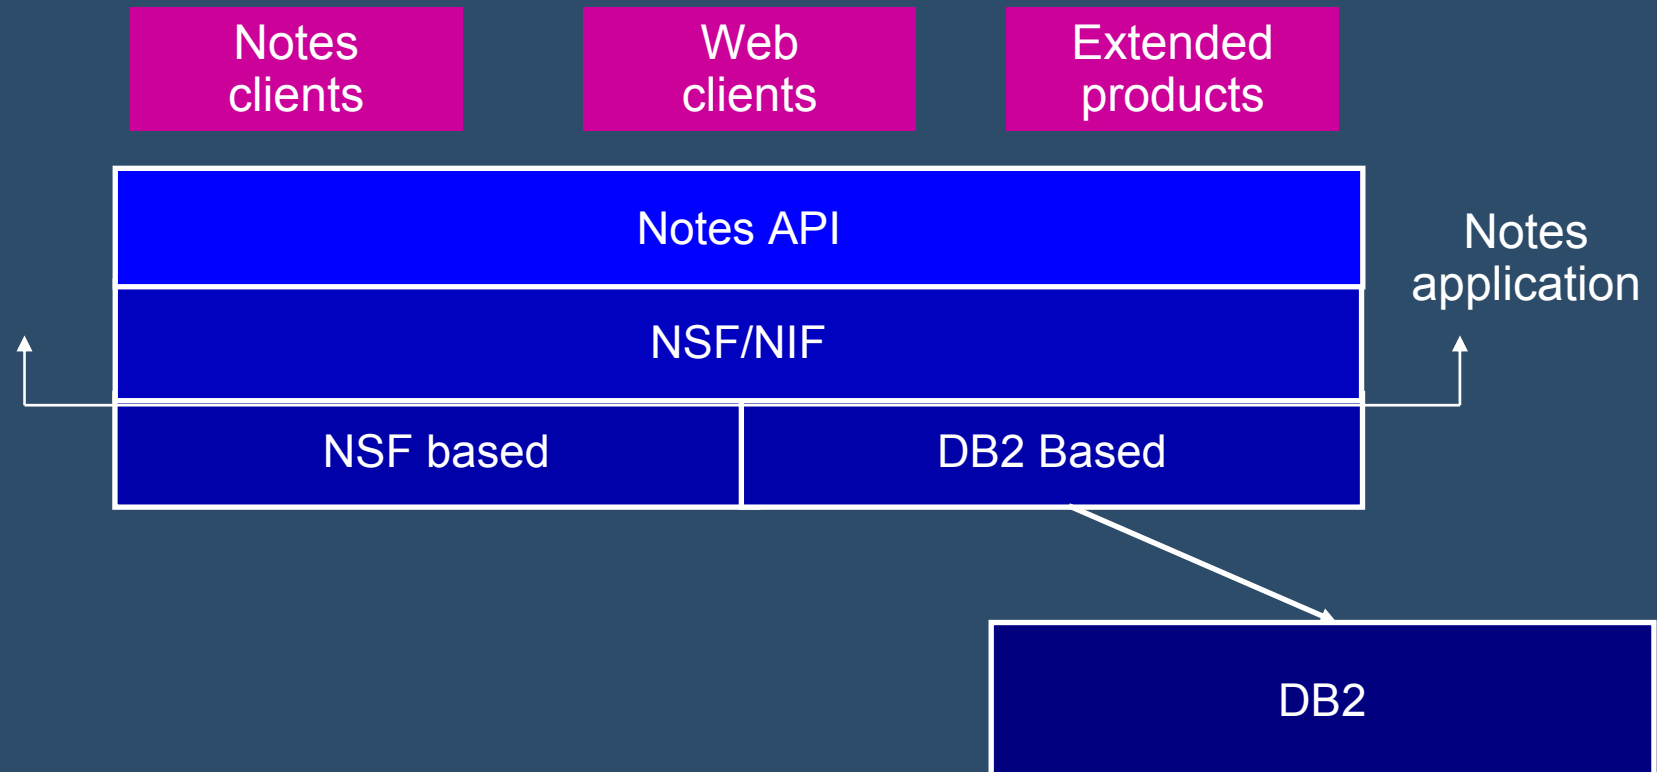 Notes
clients
Web
clients
Extended
products
Notes API
Notes
application
NSF/NIF
NSF based
DB2 Based
DB2